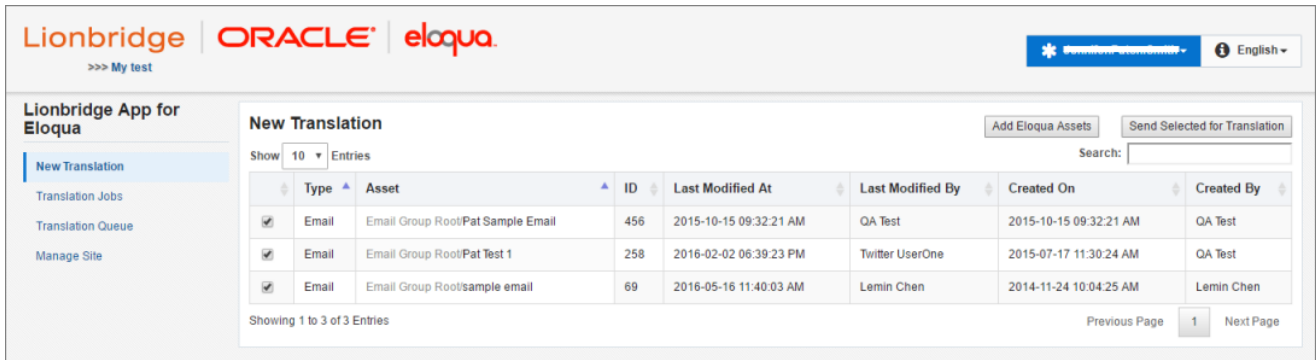 Lionbridge ORACLE® eloqua.
>>> My test
English
Lionbridge App for
Eloqua
New Translation
Translation Jobs
Translation Queue
Manage Site
New Translation
Add Eloqua Assets Send Selected for Translation
Show 10 Entries Search:
Type Asset ID Last Modified At Last Modified By Created On Created By
Email Email Group Root/Pat Sample Email 456 2015-10-15 09:32:21 AM QA Test 2015-10-15 09:32:21 AM QA Test
Email Email Group Root/Pat Test 1 258 2016-02-02 06:39:23 PM Twitter UserOne 2015-07-17 11:30:24 AM QA Test
Email Email Group Root/sample email 69 2016-05-16 11:40:03 AM Lemin Chen 2014-11-24 10:04:25 AM Lemin Chen
Showing 1 to 3 of 3 Entries Previous Page 1 Next Page